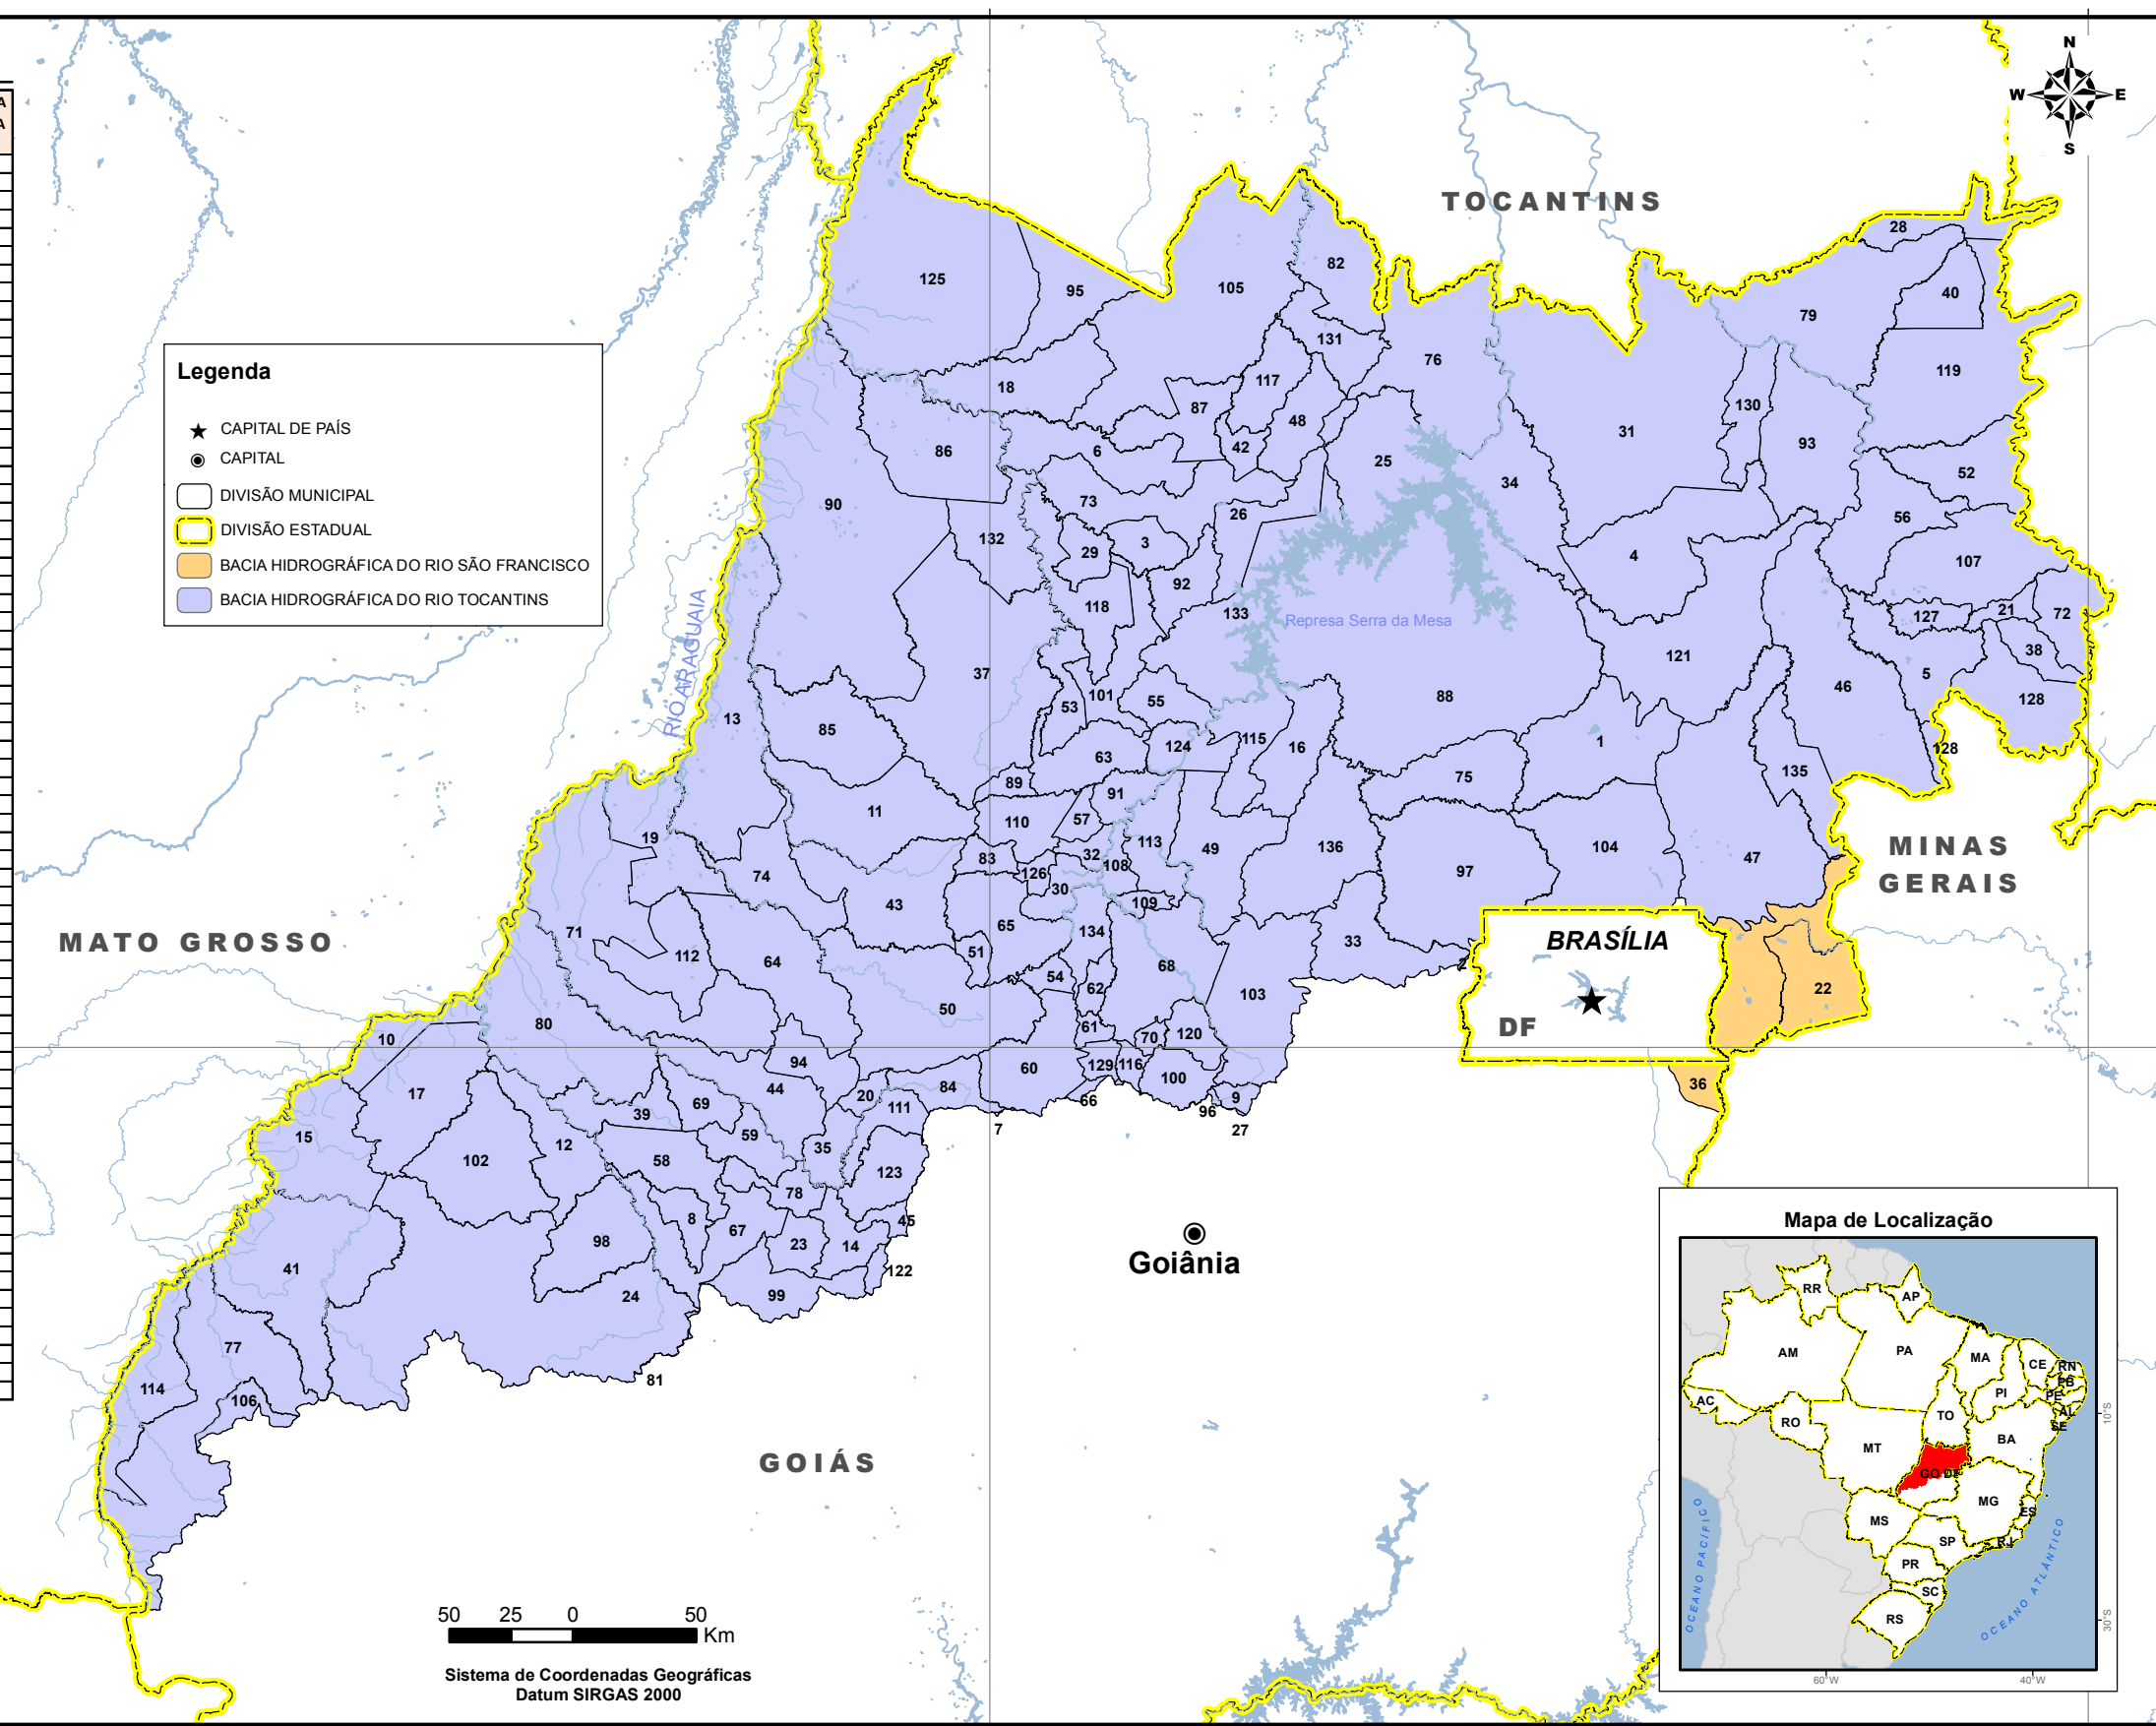 N
W E
S
TOCANTINS
A
A
28
125
95
105
82
40
79
131
76
119
Legenda
18
117
87
130
31
48
CAPITAL DE PAÍS
CAPITAL
86
6
42
25
93
52
34
DIVISÃO MUNICIPAL
90
73
26
56
DIVISÃO ESTADUAL
132
29
3
4
107
BACIA HIDROGRÁFICA DO RIO SÃO FRANCISCO
92
BACIA HIDROGRÁFICA DO RIO TOCANTINS
118
133
Represa Serra da Mesa
127
21
72
121
38
RIO ARAGUAIA
37
5
46
128
101
55
88
53
13
85
124
115
16
1
128
63
75
135
89
91
11
110
57
19
113
49
136
104
MINAS
GERAIS
83
32
108
47
126
74
30
97
43
109
65
71
134
33
BRASÍLIA
MATO GROSSO
51
112
64
68
2
54
62
103
22
50
80
61
DF
10
70
120
94
129
116
60
100
36
17
44
84
20
69
111
66
9
39
96
7
27
15
59
12
35
102
58
123
78
8
45
67
98
23
14
Goiânia
41
122
24
99
77
81
114
106
GOIÁS
50 25 0 50
Km
Sistema de Coordenadas Geográficas
Datum SIRGAS 2000
Mapa de Localização
RR
AP
AM
PA
MA
CE
RN
PB
PE
AC
PI
AL
TO
SE
RO
10°S
BA
MT
GO DF
MG
ES
MS
SP
RJ
PR
SC
RS
30°S
OCEANO PACÍFICO
OCEANO ATLÂNTICO
60°W
40°W